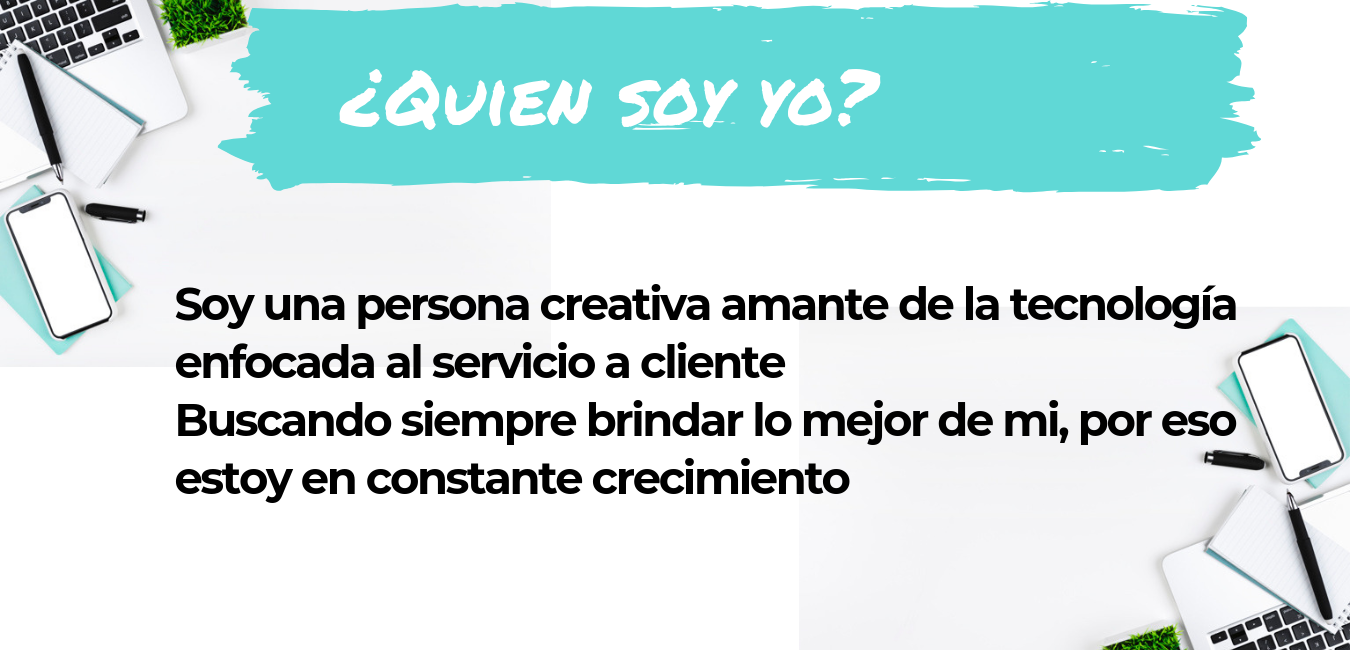 ¿Quien soy yo?
Soy una persona creativa amante de la tecnología
enfocada al servicio a cliente
Buscando siempre brindar lo mejor de mi, por eso
estoy en constante crecimiento